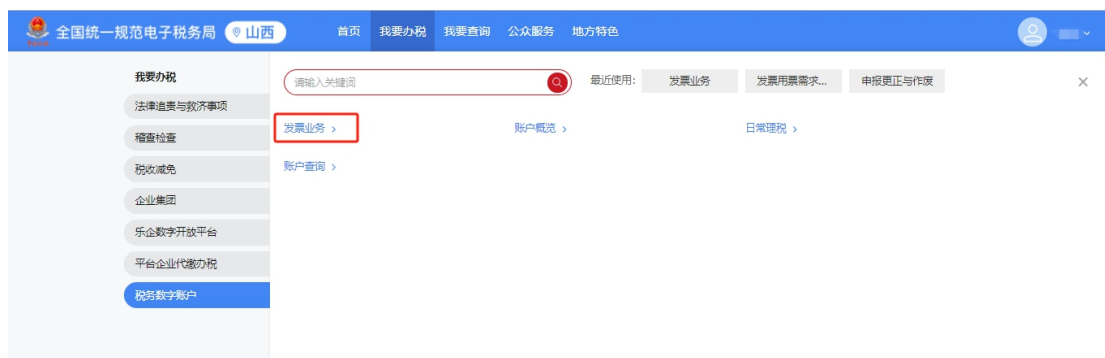 全国统一规范电子税务局 山西 首页 我要办税 我要查询 公众服务 地方特色
我要办税
请输入关键词 最近使用: 发票业务 发票用票需求... 申报更正与作废
法律追责与救济事项
稽查检查
税收减免
企业集团
乐企数字开放平台
平台企业代缴办税
税务数字账户
发票业务 账户概览 日常理税
账户查询